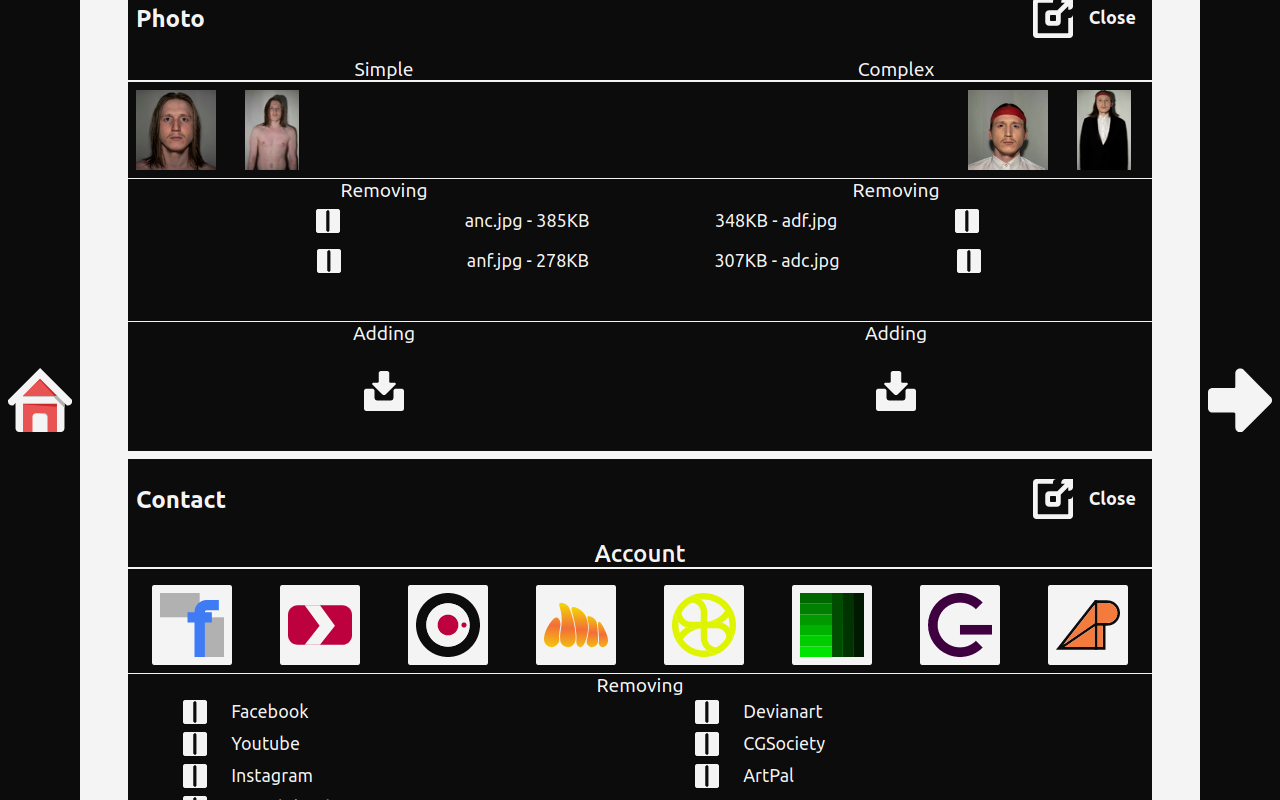 Photo Close
Simple Complex
Removing Removing
anc.jpg - 385KB 348KB - adf.jpg
anf.jpg - 278KB 307KB - adc.jpg
Adding Adding
Contact Close
Account
Removing
Facebook Devianart
Youtube CGSociety
Instagram ArtPal